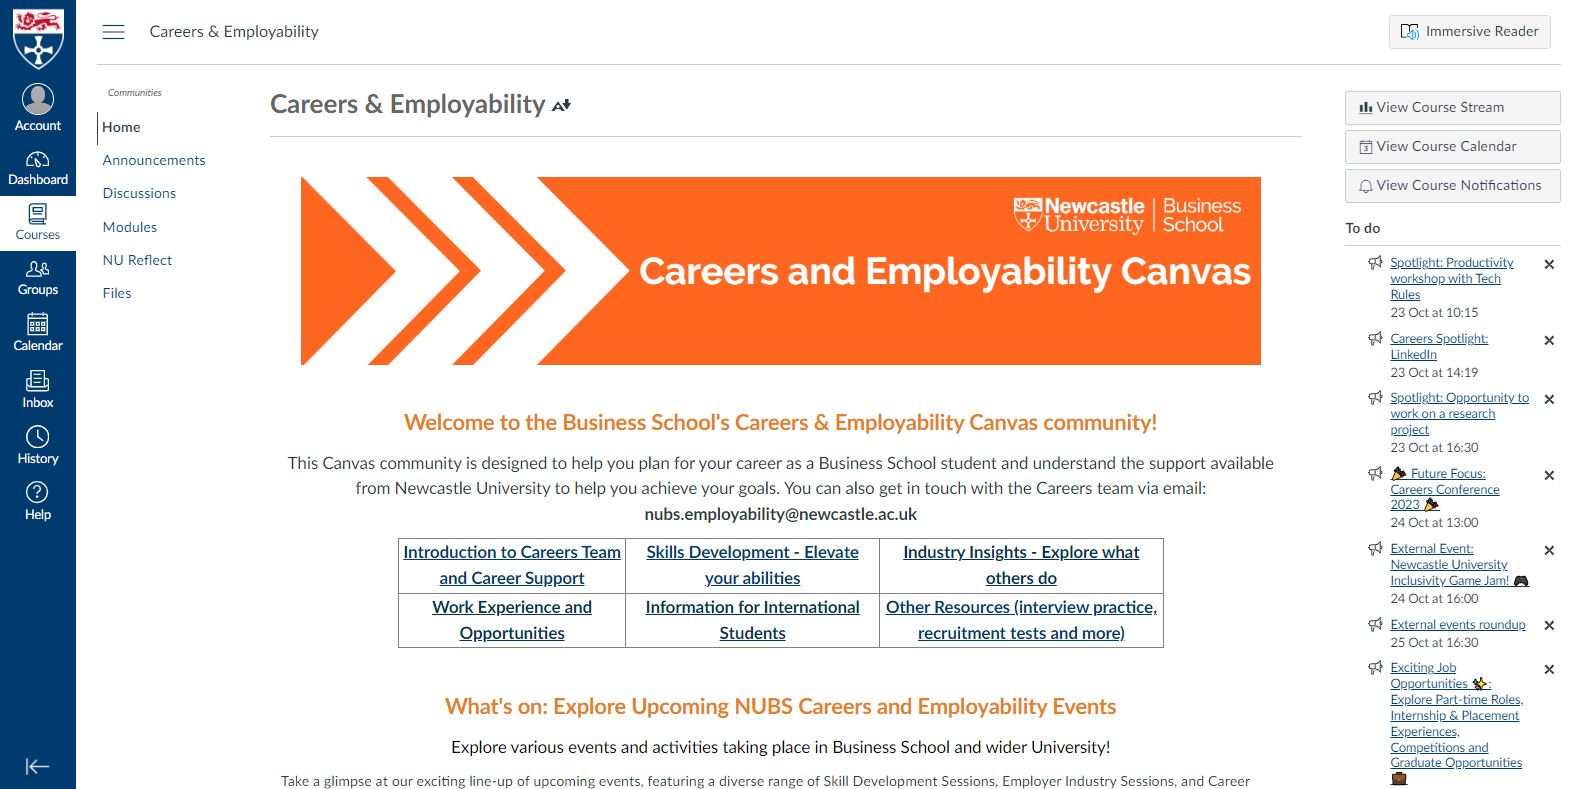 Careers & Employability
Immersive Reader
Account
Dashboard
Courses
Groups
Calendar
Inbox
History
Help
Communities
Home
Announcements
Discussions
Modules
NU Reflect
Files
Careers & Employability
Newcastle University | Business School
Careers and Employability Canvas
Welcome to the Business School's Careers & Employability Canvas community!
This Canvas community is designed to help you plan for your career as a Business School student and understand the support available
from Newcastle University to help you achieve your goals. You can also get in touch with the Careers team via email:
nubs.employability@newcastle.ac.uk
Introduction to Careers Team
and Career Support
Skills Development - Elevate
your abilities
Industry Insights - Explore what
others do
Work Experience and
Opportunities
Information for International
Students
Other Resources (interview practice,
recruitment tests and more)
What's on: Explore Upcoming NUBS Careers and Employability Events
Explore various events and activities taking place in Business School and wider University!
Take a glimpse at our exciting line-up of upcoming events, featuring a diverse range of Skill Development Sessions, Employer Industry Sessions, and Career
View Course Stream
View Course Calendar
View Course Notifications
To do
Spotlight: Productivity
workshop with Tech
Rules
23 Oct at 10:15
Careers Spotlight:
LinkedIn
23 Oct at 14:19
Spotlight: Opportunity to
work on a research
project
23 Oct at 16:30
🎉 Future Focus:
Careers Conference
2023 🎉
24 Oct at 13:00
External Event:
Newcastle University
Inclusivity Game Jam! 🎮
24 Oct at 16:00
External events roundup
25 Oct at 16:30
Exciting Job
Opportunities ✨:
Explore Part-time Roles,
Internship & Placement
Experiences,
Competitions and
Graduate Opportunities
💼